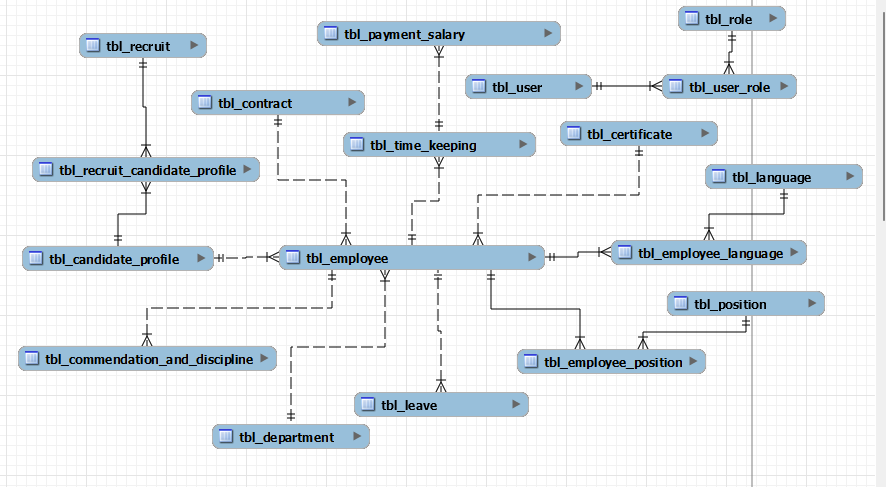 tbl_role
tbl_payment_salary
tbl_recruit
tbl_user
tbl_user_role
tbl_contract
tbl_certificate
tbl_time_keeping
tbl_recruit_candidate_profile
tbl_language
tbl_employee_language
tbl_candidate_profile
tbl_employee
tbl_position
tbl_commendation_and_discipline
tbl_employee_position
tbl_leave
tbl_department